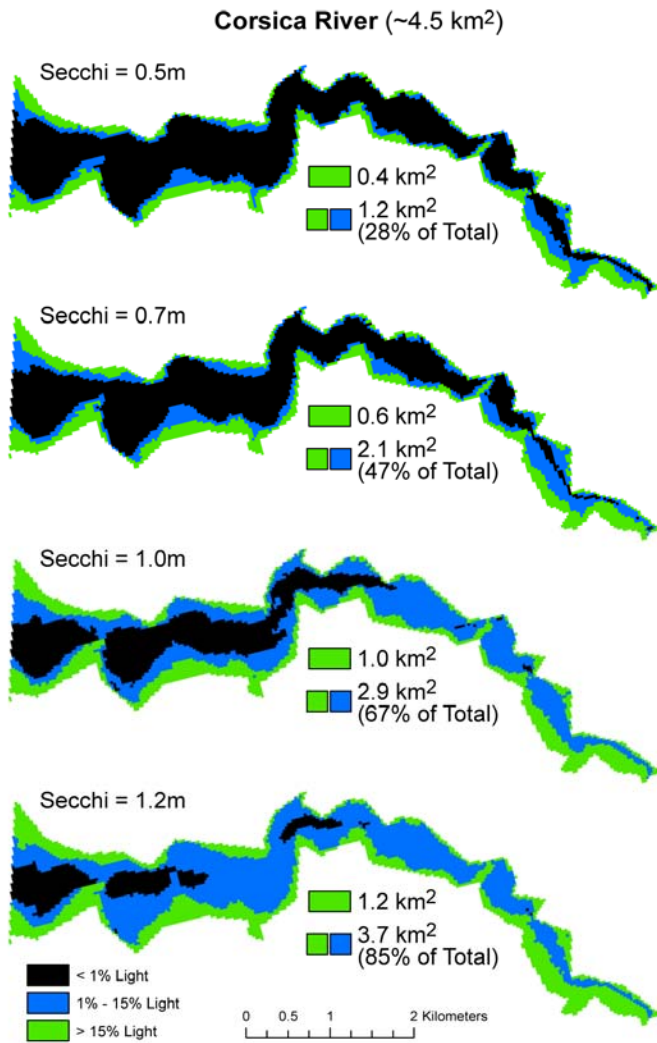 Corsica River (~4.5 km²)
Secchi = 0.5m
0.4 km²
1.2 km²
(28% of Total)
Secchi = 0.7m
0.6 km²
2.1 km²
(47% of Total)
Secchi = 1.0m
1.0 km²
2.9 km²
(67% of Total)
Secchi = 1.2m
1.2 km²
3.7 km²
(85% of Total)
< 1% Light
1% - 15% Light
> 15% Light
0 0.5 1 2 Kilometers